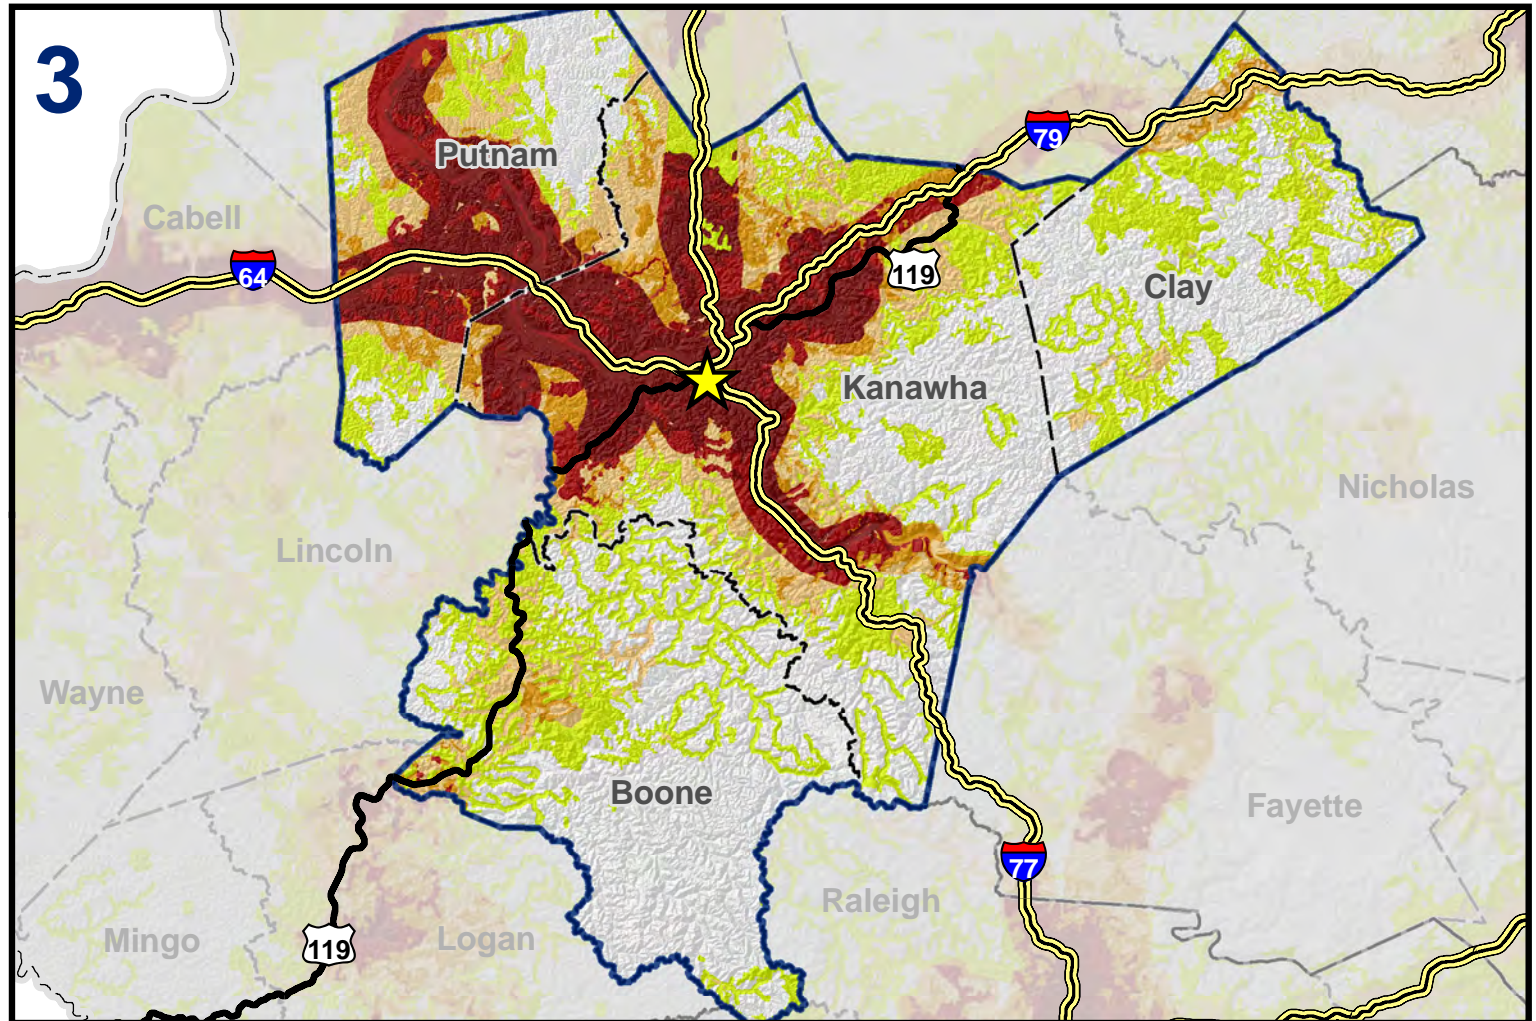 3
Putnam
79
Cabell
64
119
Clay
Kanawha
Nicholas
Lincoln
Wayne
Boone
Fayette
77
Raleigh
Mingo
119
Logan